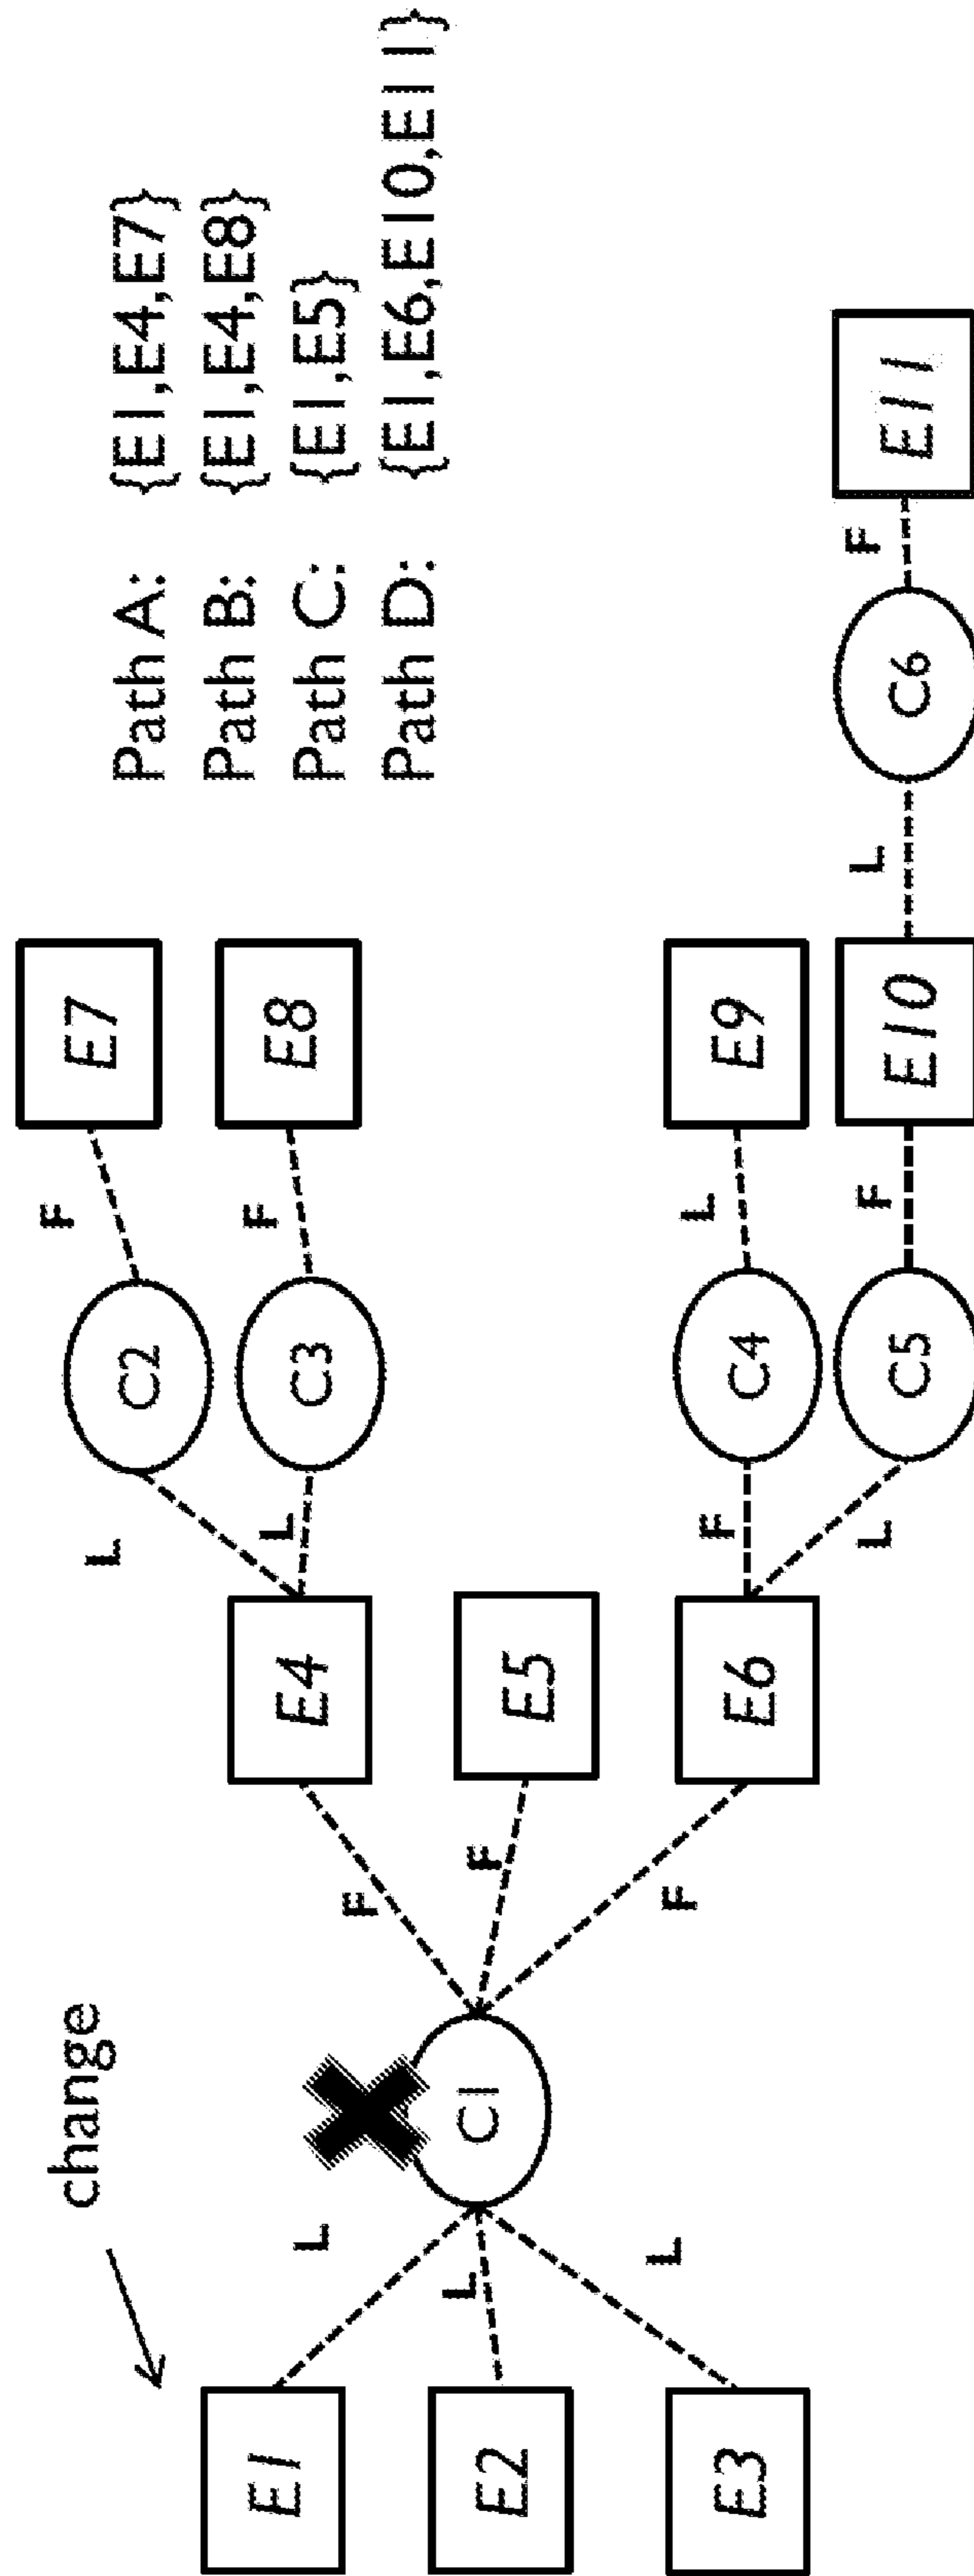 change
Path A: {E1,E4,E7}
Path B: {E1,E4,E8}
Path C: {E1,E5}
Path D: {E1,E6,E10,E11}
E1
E2
E3
L
L
L
C1
F
F
F
E4
E5
E6
L
L
F
L
C2
C3
C4
C5
F
F
L
F
E7
E8
E9
E10
L
C6
F
E11